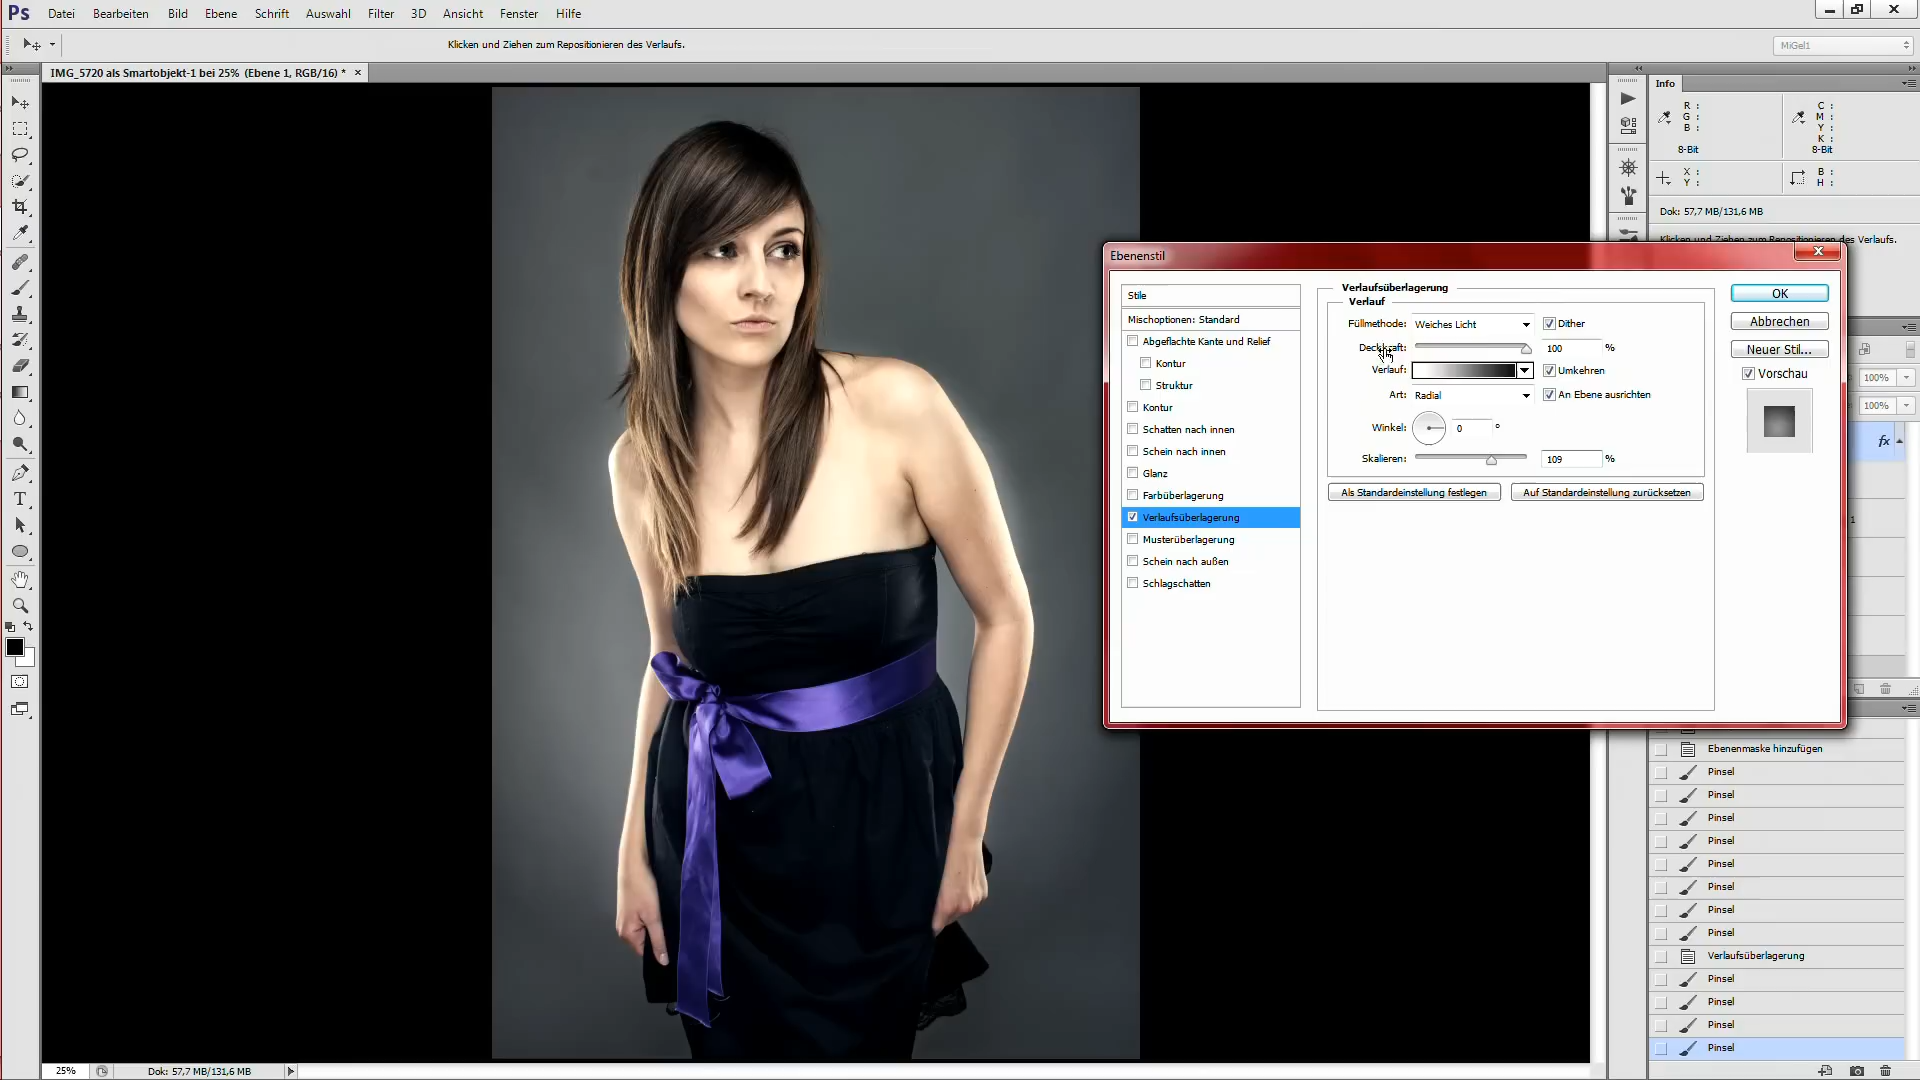 Ps Datei Bearbeiten Bild Ebene Schrift Auswahl Filter 3D Ansicht Fenster Hilfe
Klicken und Ziehen zum Repositionieren des Verlaufs.
MiGel1
IMG_5720 als Smartobjekt-1 bei 25% (Ebene 1, RGB/16) * ×
Info
R : C :
G : M :
B : Y :
K :
8-Bit 8-Bit
X : B :
Y : H :
Dok: 57,7 MB/131,6 MB
Klicken und Ziehen zum Repositionieren des Verlaufs.
Ebenenstil
Stile
Mischoptionen: Standard
Abgeflachte Kante und Relief
Kontur
Struktur
Kontur
Schatten nach innen
Schein nach innen
Glanz
Farbüberlagerung
Verlaufsüberlagerung
Musterüberlagerung
Schein nach außen
Schlagschatten
Verlaufsüberlagerung
Verlauf
Füllmethode: Weiches Licht Dither
Deckkraft: 100 %
Verlauf: Umkehren
Art: Radial An Ebene ausrichten
Winkel: 0 °
Skalieren: 109 %
Als Standardeinstellung festlegen Auf Standardeinstellung zurücksetzen
OK
Abbrechen
Neuer Stil...
Vorschau
100%
100%
fx
1
T
Ebenenmaske hinzufügen
Pinsel
Pinsel
Pinsel
Pinsel
Pinsel
Pinsel
Pinsel
Pinsel
Verlaufsüberlagerung
Pinsel
Pinsel
Pinsel
Pinsel
25% Dok: 57,7 MB/131,6 MB